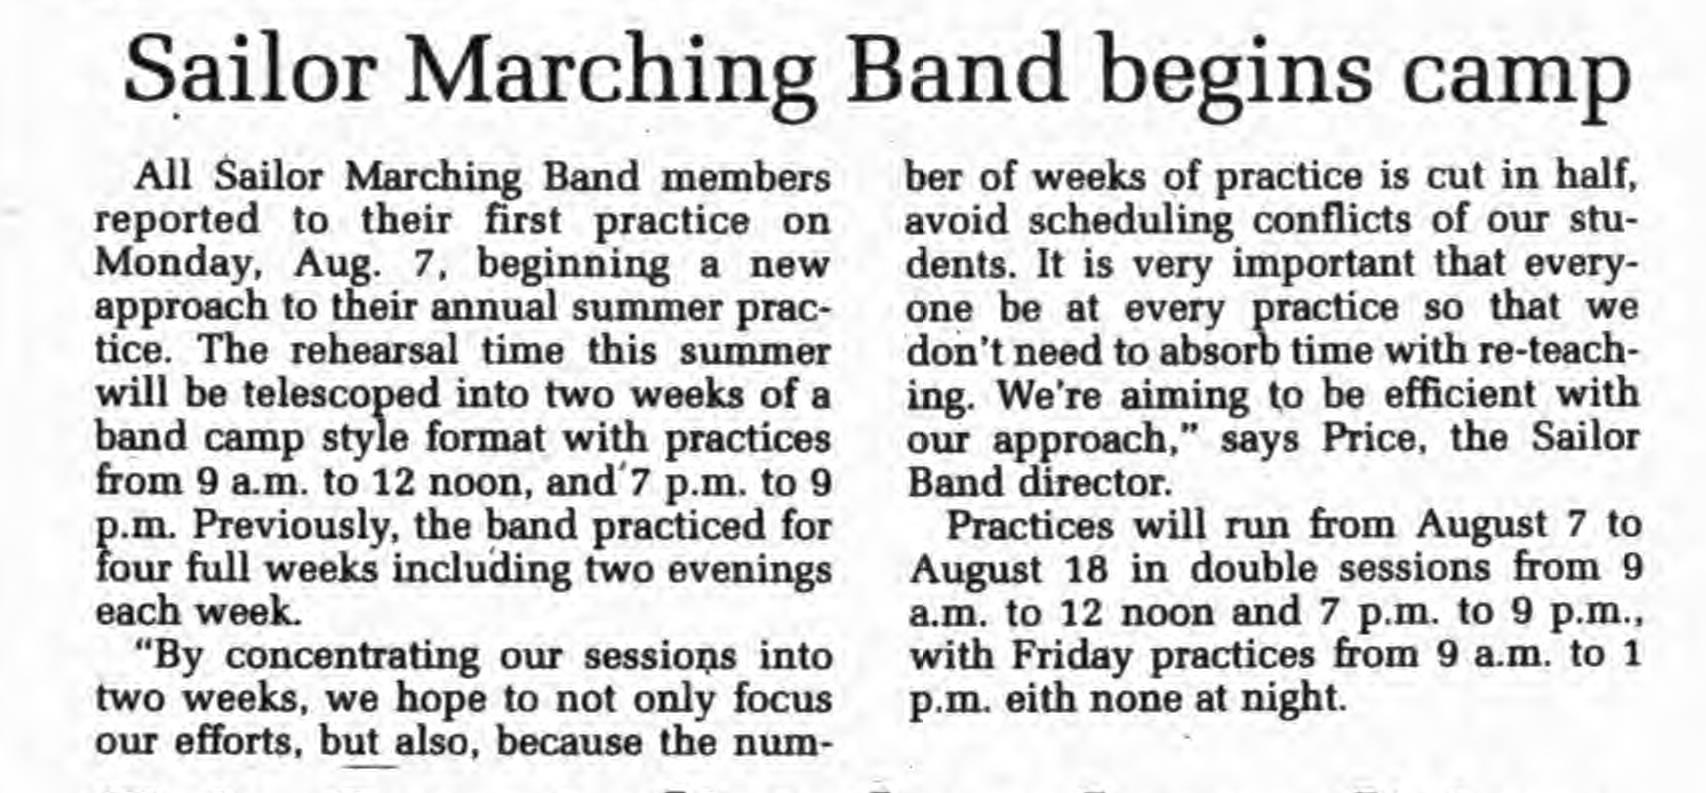 Sailor Marching Band begins camp
All Sailor Marching Band members
reported to their first practice on
Monday, Aug. 7, beginning a new
approach to their annual summer prac-
tice. The rehearsal time this summer
will be telescoped into two weeks of a
band camp style format with practices
from 9 a.m. to 12 noon, and 7 p.m. to 9
p.m. Previously, the band practiced for
four full weeks including two evenings
each week.
"By concentrating our sessions into
two weeks, we hope to not only focus
our efforts, but also, because the num-
ber of weeks of practice is cut in half,
avoid scheduling conflicts of our stu-
dents. It is very important that every-
one be at every practice so that we
don't need to absorb time with re-teach-
ing. We're aiming to be efficient with
our approach," says Price, the Sailor
Band director.
Practices will run from August 7 to
August 18 in double sessions from 9
a.m. to 12 noon and 7 p.m. to 9 p.m.,
with Friday practices from 9 a.m. to 1
p.m. eith none at night.